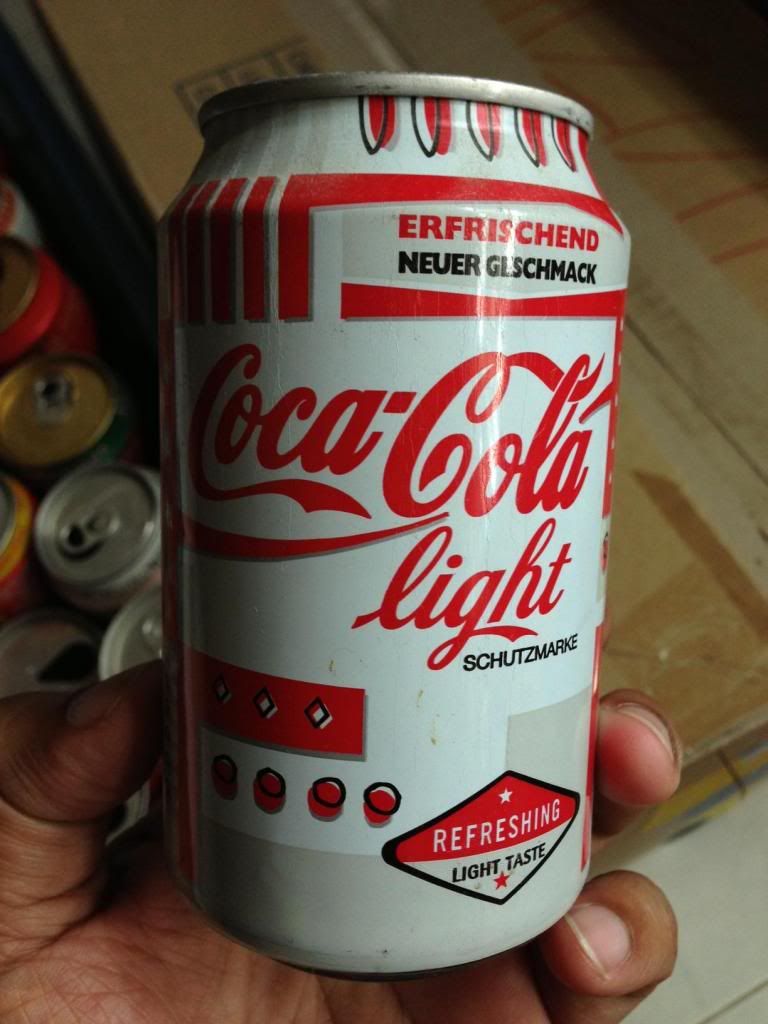 ERFRISCHEND
NEUER GESCHMACK
Coca-Cola
light
SCHUTZMARKE
REFRESHING
LIGHT TASTE